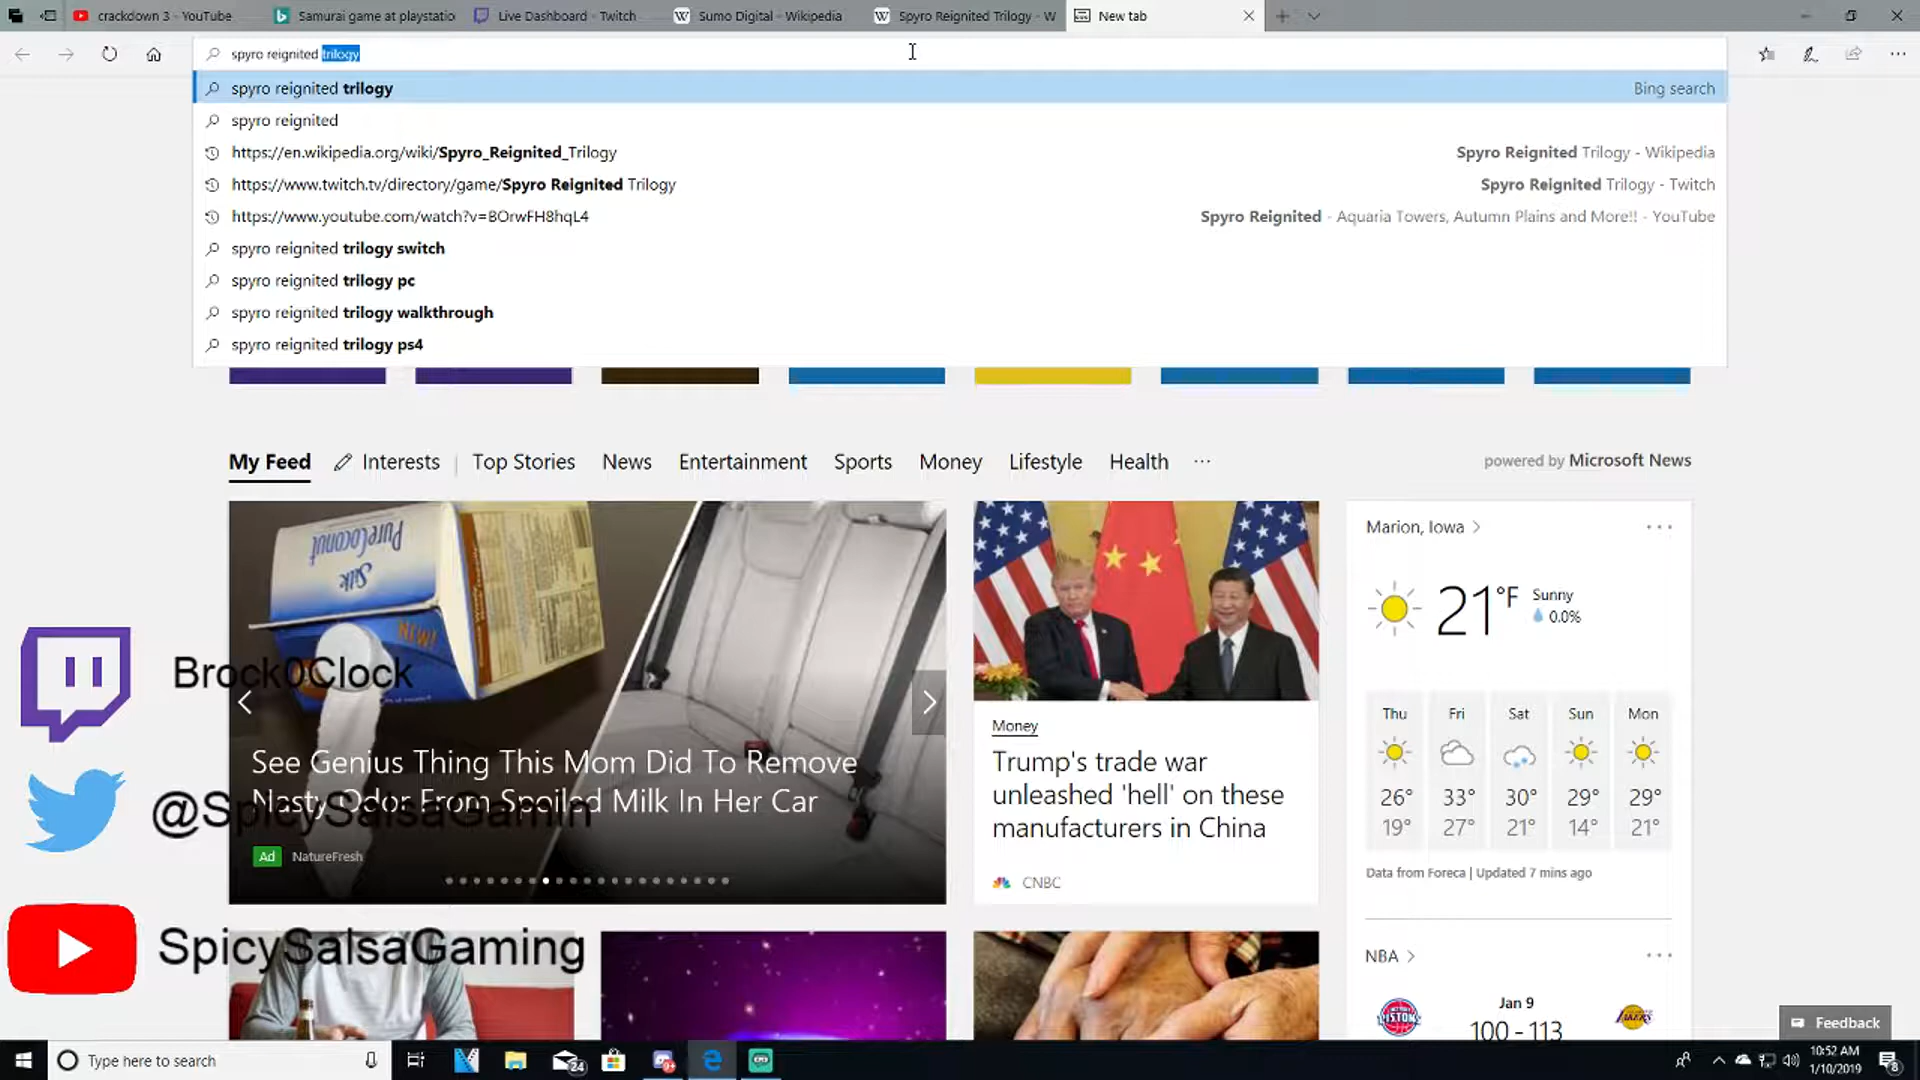 crackdown 3 - YouTube
Samurai game at playstatio
Live Dashboard - Twitch
Sumo Digital - Wikipedia
Spyro Reignited Trilogy - W
New tab
spyro reignited trilogy
spyro reignited trilogy
Bing search
spyro reignited
https://en.wikipedia.org/wiki/Spyro_Reignited_Trilogy
Spyro Reignited Trilogy - Wikipedia
https://www.twitch.tv/directory/game/Spyro Reignited Trilogy
Spyro Reignited Trilogy - Twitch
https://www.youtube.com/watch?v=BOrwFH8hqL4
Spyro Reignited - Aquaria Towers, Autumn Plains and More!! - YouTube
spyro reignited trilogy switch
spyro reignited trilogy pc
spyro reignited trilogy walkthrough
spyro reignited trilogy ps4
My Feed
Interests
Top Stories
News
Entertainment
Sports
Money
Lifestyle
Health
powered by Microsoft News
PureCoconut
Silk
NEW!
See Genius Thing This Mom Did To Remove
Nasty Odor From Spoiled Milk In Her Car
Ad
NatureFresh
Money
Trump's trade war
unleashed 'hell' on these
manufacturers in China
CNBC
Marion, Iowa
21°F
Sunny
0.0%
Thu
Fri
Sat
Sun
Mon
26°
33°
30°
29°
29°
19°
27°
21°
14°
21°
Data from Foreca | Updated 7 mins ago
NBA
Jan 9
PISTONS
100 - 113
LAKERS
Feedback
Brock0Clock
@SpicySalsaGamin
SpicySalsaGaming
Type here to search
24
9+
10:52 AM
1/10/2019
8